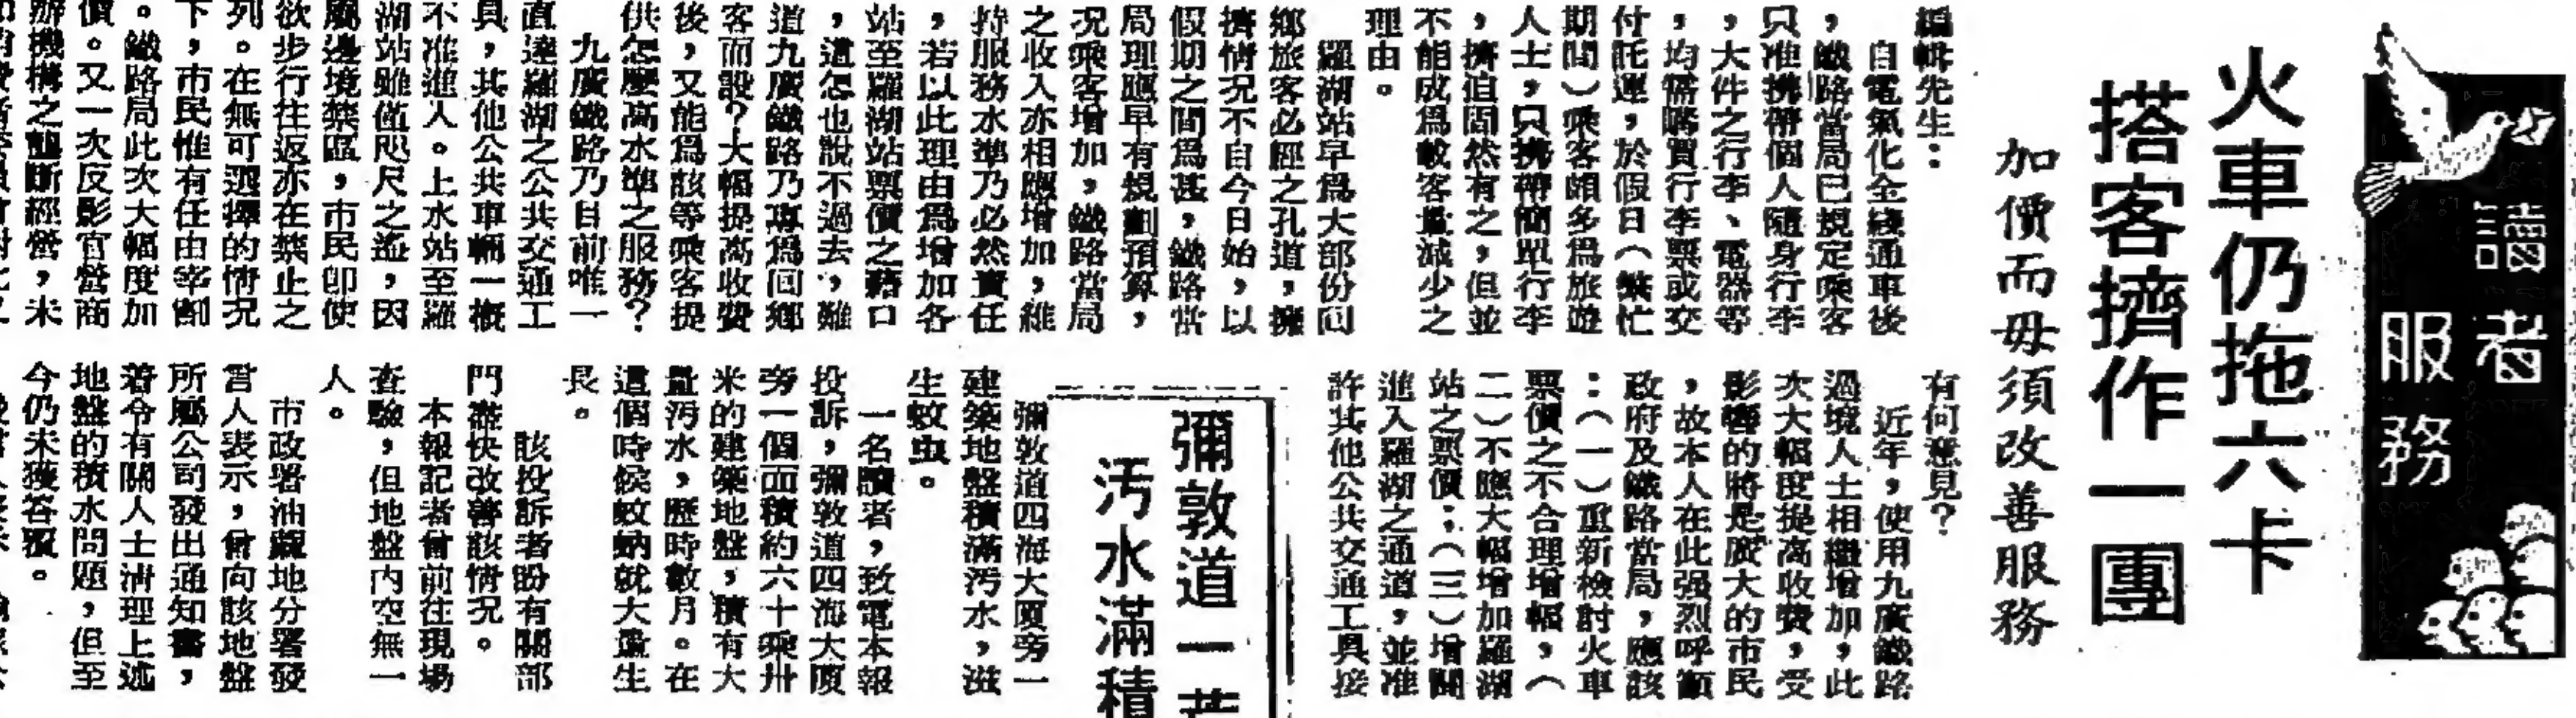 讀者
服務
火車仍拖六卡
搭客擠作一團
加價而毋須改善服務
編輯先生：
自電氣化全綫通車後
，鐵路當局已規定乘客
只准携帶個人隨身行李
，大件之行李、電器等
，均需購買行李票或交
付託運，於假日（繁忙
期間）乘客頗多爲旅遊
人士，只携帶簡單行李
，擠迫固然有之，但並
不能成爲載客量減少之
理由。
羅湖站早爲大部份回
鄉旅客必經之孔道，擁
擠情况不自今日始，以
假期之間爲甚，鐵路當
局理應早有規劃預算，
况乘客增加，鐵路當局
之收入亦相應增加，維
持服務水準乃必然責任
，若以此理由爲增加各
站至羅湖站票價之藉口
，這怎也說不過去，難
道九廣鐵路乃專爲回鄉
客而設？大幅提高收費
後，又能爲該等乘客提
供怎麼高水準之服務？
九廣鐵路乃目前唯一
直達羅湖之公共交通工
具，其他公共車輛一概
不准進入。上水站至羅
湖站雖僅咫尺之遙，因
屬邊境禁區，市民即使
欲步行往返亦在禁止之
列。在無可選擇的情况
下，市民惟有任由宰割
。鐵路局此次大幅度加
價。又一次反影官營商
辦機構之壟斷經營，未
有何意見？
近年，使用九廣鐵路
過境人士相繼增加，此
次大幅度提高收費，受
影響的將是廣大的市民
，故本人在此强烈呼籲
政府及鐵路當局，應該
：（一）重新檢討火車
票價之不合理增幅，（
二）不應大幅增加羅湖
站之票價；（三）增闢
進入羅湖之通道，並准
許其他公共交通工具接
彌敦道一
汚水滿積
彌敦道四海大厦旁一
建築地盤積滿汚水，滋
生蚊虫。
一名讀者，致電本報
投訴，彌敦道四海大厦
旁一個面積約六十乘卅
米的建築地盤，積有大
量汚水，歷時數月。在
這個時候蚊蚋就大量生
長。
該投訴者盼有關部
門盡快改善該情况。
本報記者曾前往現場
查驗，但地盤內空無一
人。
市政署油蔴地分署發
言人表示，曾向該地盤
所屬公司發出通知書，
着令有關人士清理上述
地盤的積水問題，但至
今仍未獲答覆。